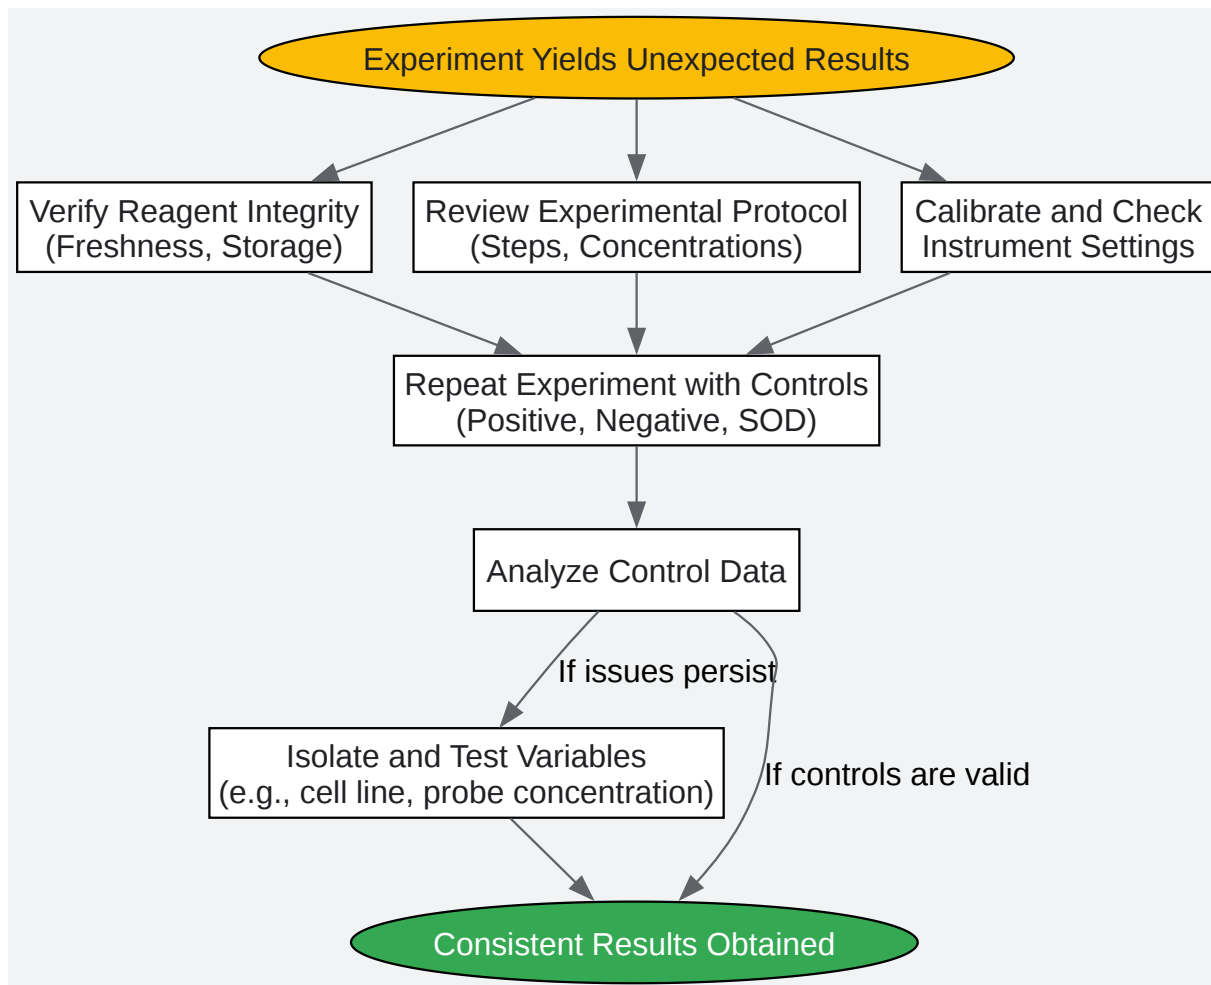 Experiment Yields Unexpected Results
Verify Reagent Integrity
(Freshness, Storage)
Review Experimental Protocol
(Steps, Concentrations)
Calibrate and Check
Instrument Settings
Repeat Experiment with Controls
(Positive, Negative, SOD)
Analyze Control Data
If issues persist
Isolate and Test Variables
(e.g., cell line, probe concentration)
If controls are valid
Consistent Results Obtained